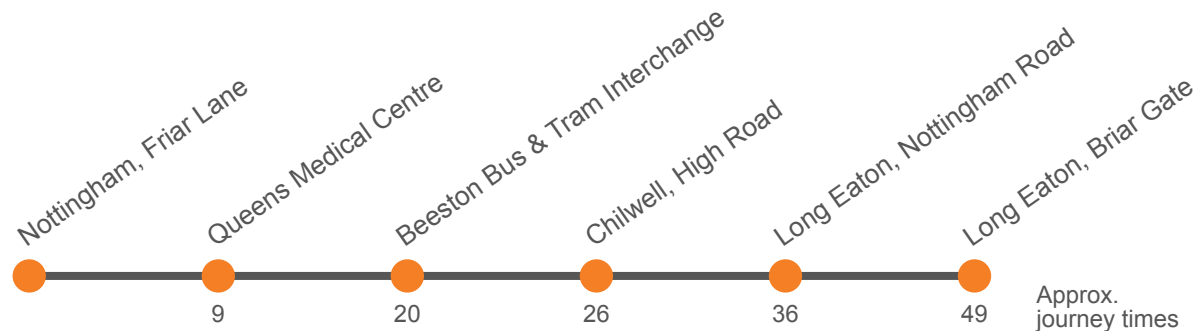 Nottingham, Friar Lane
Queens Medical Centre
Beeston Bus & Tram Interchange
Chilwell, High Road
Long Eaton, Nottingham Road
Long Eaton, Briar Gate
9
20
26
36
49
Approx.
journey times